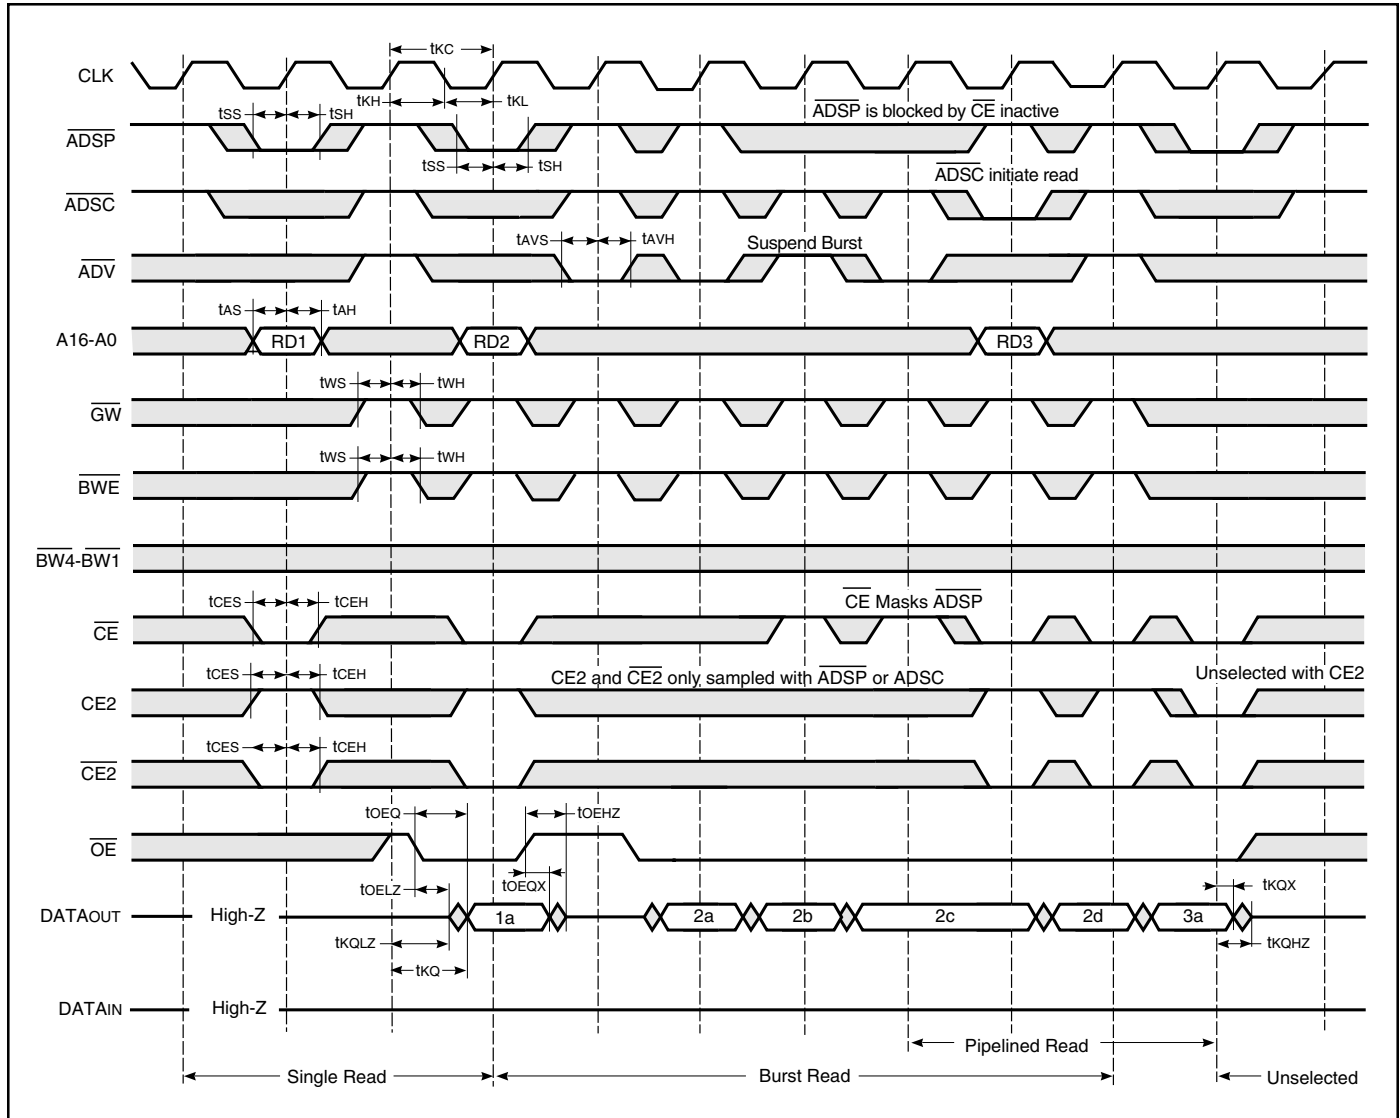 tKC
CLK
tKH tKL
tSS tSH
ADSP is blocked by CE inactive
ADSP
tSS tSH
ADSC initiate read
ADSC
tAVS tAVH
Suspend Burst
ADV
tAS tAH
A16-A0
RD1 RD2 RD3
tWS tWH
GW
tWS tWH
BWE
BW4-BW1
tCES tCEH
CE Masks ADSP
CE
tCES tCEH
CE2 and CE2 only sampled with ADSP or ADSC
Unselected with CE2
CE2
tCES tCEH
CE2
tOEQ tOEHZ
OE
tOELZ tOEQX tKQX
DATAOUT High-Z 1a 2a 2b 2c 2d 3a
tKQLZ tKQHZ
tKQ
DATAIN High-Z
Pipelined Read
Single Read Burst Read Unselected